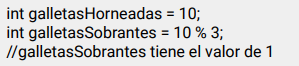 int galletasHorneadas = 10;
int galletasSobrantes = 10 % 3;
//galletasSobrantes tiene el valor de 1